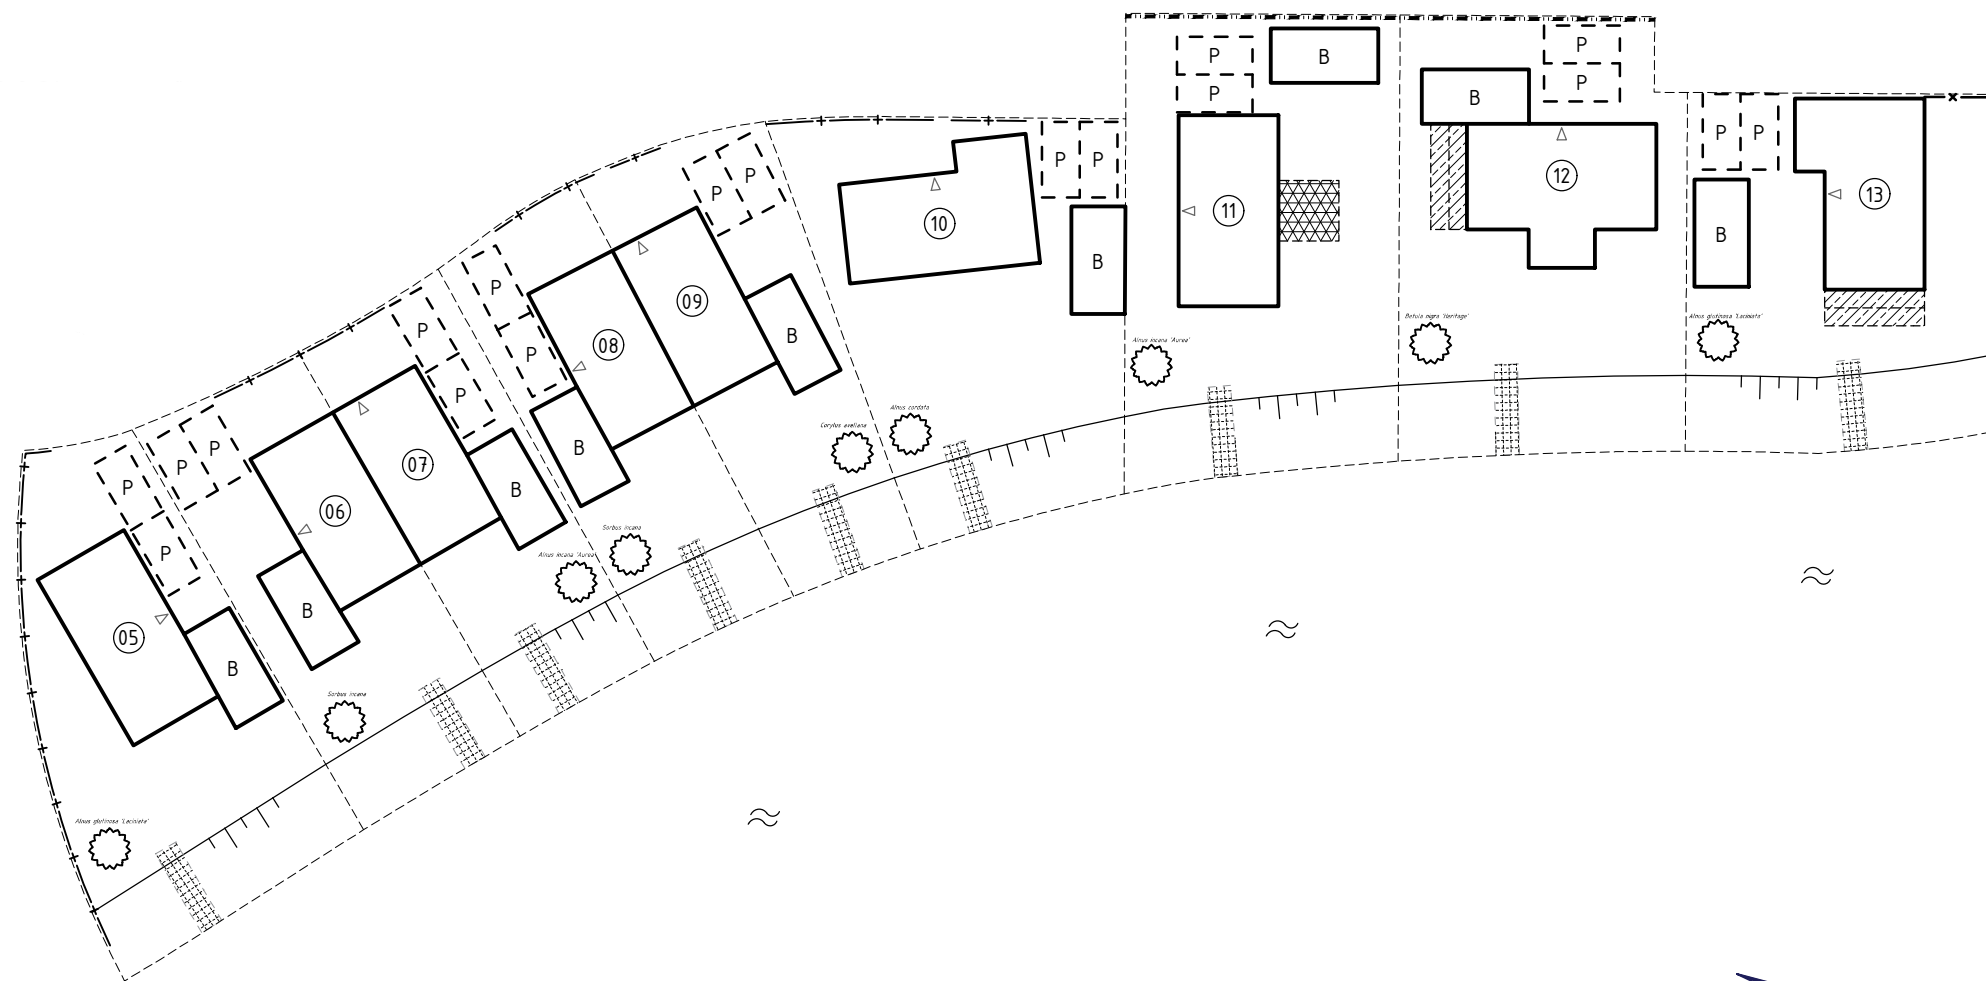 P
P
B
P
P
B
P
P
B
P
P
P
P
10
11
12
13
B
B
P
P
09
08
B
P
P
Betula nigra 'Heritage'
Alnus glutinosa 'Laciniata'
Alnus incana 'Aurea'
P
P
07
B
B
Alnus cordata
Corylus avellana
P
P
06
B
Sorbus incana
Alnus incana 'Aurea'
P
P
05
B
B
Sorbus incana
Alnus glutinosa 'Laciniata'